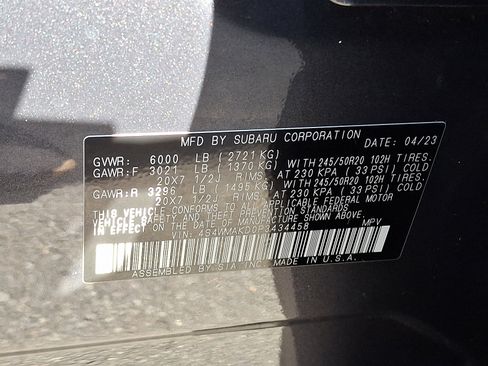 MFD BY SUBARU CORPORATION DATE: 04/23
GVWR: 6000 LB (2721 KG)
GAWR:F 3021 LB (1370 KG) WITH 245/50R20 102H TIRES
20X7 1/2J RIMS AT 230 KPA (33 PSI) COLD
GAWR:R 3296 LB (1495 KG) WITH 245/50R20 102H TIRES
20X7 1/2J RIMS AT 230 KPA (33 PSI) COLD
THIS VEHICLE CONFORMS TO ALL APPLICABLE FEDERAL MOTOR
VEHICLE SAFETY AND THEFT PREVENTION STANDARDS
IN EFFECT ON THE DATE OF MANUFACTURE SHOWN ABOVE.
VIN: 4S4WMAKD0P3434458 MPV
ASSEMBLED BY SIA, INC. IN MADE IN U.S.A.